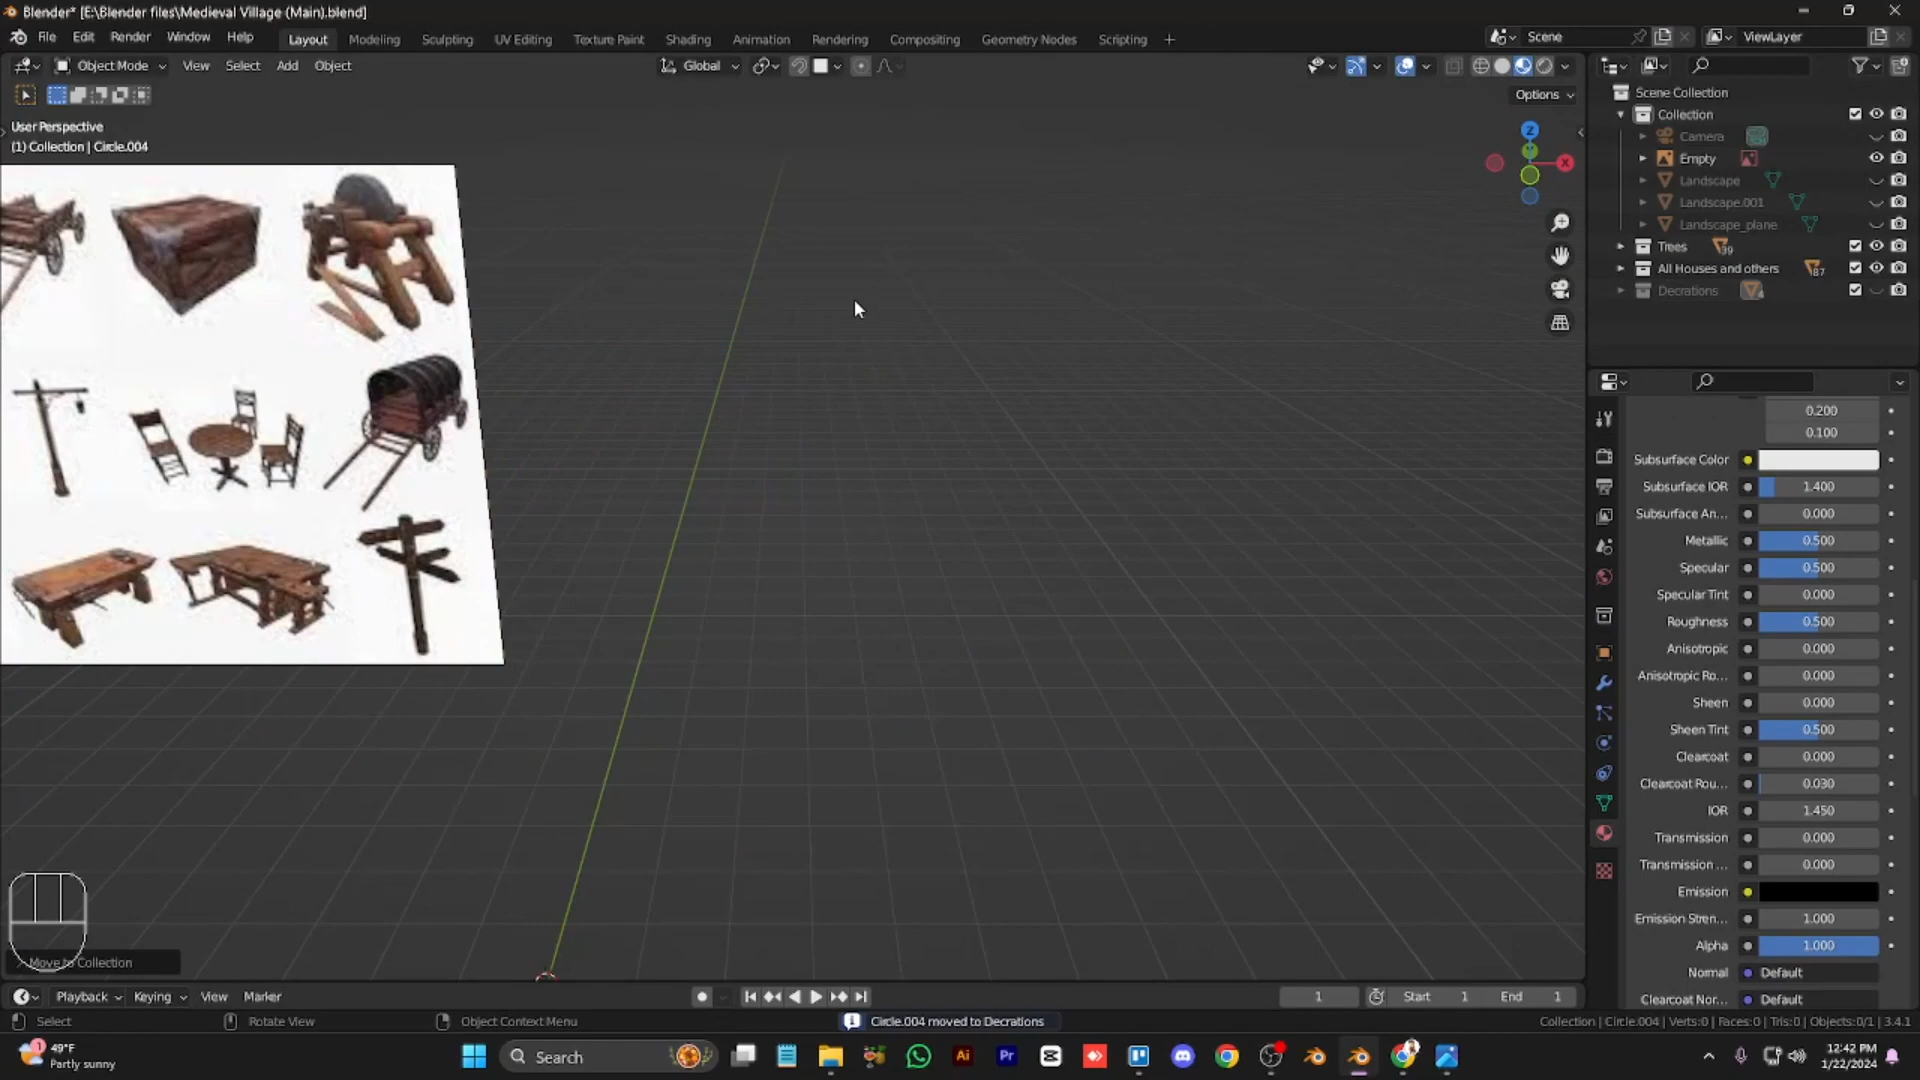 Blender* [E:\Blender files\Medieval Village (Main).blend]
File Edit Render Window Help Layout Modeling Sculpting UV Editing Texture Paint Shading Animation Rendering Compositing Geometry Nodes Scripting + Scene ViewLayer
Object Mode View Select Add Object Global
Options
User Perspective
(1) Collection | Circle.004
Scene Collection
Collection
Camera
Empty
Landscape
Landscape.001
Landscape_plane
Trees 39
All Houses and others 87
Decrations 4
Z
X
0.200
0.100
Subsurface Color
Subsurface IOR 1.400
Subsurface An... 0.000
Metallic 0.500
Specular 0.500
Specular Tint 0.000
Roughness 0.500
Anisotropic 0.000
Anisotropic Ro... 0.000
Sheen 0.000
Sheen Tint 0.500
Clearcoat 0.000
Clearcoat Rou... 0.030
IOR 1.450
Transmission 0.000
Transmission ... 0.000
Emission
Emission Stren... 1.000
Alpha 1.000
Normal Default
Clearcoat Nor... Default
Move to Collection
Playback Keying View Marker 1 Start 1 End 1
Select Rotate View Object Context Menu Circle.004 moved to Decrations Collection | Circle.004 | Verts:0 | Faces:0 | Tris:0 | Objects:0/1 | 3.4.1
1 49°F
Partly sunny
Search
Ai Pr
12:42 PM
1/22/2024